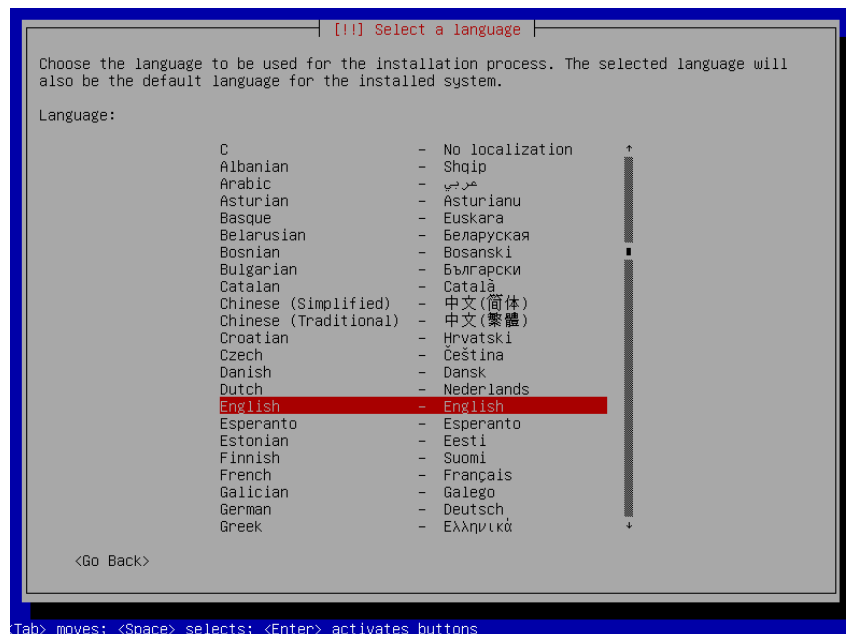 [!!] Select a language
Choose the language to be used for the installation process. The selected language will
also be the default language for the installed system.
Language:
C - No localization ↑
Albanian - Shqip
Arabic - عربي
Asturian - Asturianu
Basque - Euskara
Belarusian - Беларуская
Bosnian - Bosanski
Bulgarian - Български
Catalan - Català
Chinese (Simplified) - 中文(简体)
Chinese (Traditional) - 中文(繁體)
Croatian - Hrvatski
Czech - Čeština
Danish - Dansk
Dutch - Nederlands
English - English
Esperanto - Esperanto
Estonian - Eesti
Finnish - Suomi
French - Français
Galician - Galego
German - Deutsch
Greek - Ελληνικά ↓
<Go Back>
<Tab> moves; <Space> selects; <Enter> activates buttons